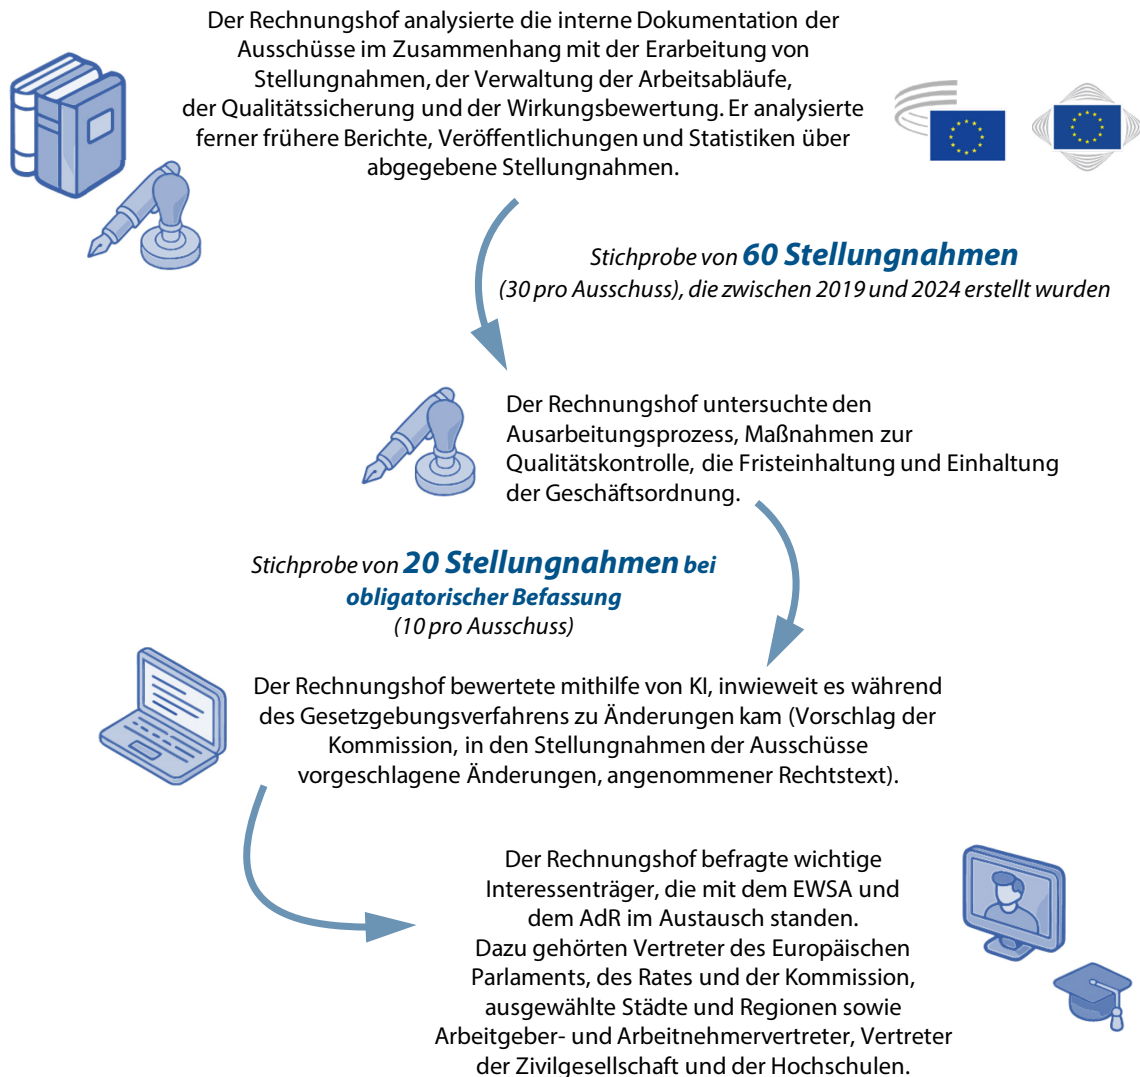 Der Rechnungshof analysierte die interne Dokumentation der
Ausschüsse im Zusammenhang mit der Erarbeitung von
Stellungnahmen, der Verwaltung der Arbeitsabläufe,
der Qualitätssicherung und der Wirkungsbewertung. Er analysierte
ferner frühere Berichte, Veröffentlichungen und Statistiken über
abgegebene Stellungnahmen.
Stichprobe von 60 Stellungnahmen
(30 pro Ausschuss), die zwischen 2019 und 2024 erstellt wurden
Der Rechnungshof untersuchte den
Ausarbeitungsprozess, Maßnahmen zur
Qualitätskontrolle, die Fristeinhaltung und Einhaltung
der Geschäftsordnung.
Stichprobe von 20 Stellungnahmen bei
obligatorischer Befassung
(10 pro Ausschuss)
Der Rechnungshof bewertete mithilfe von KI, inwieweit es während
des Gesetzgebungsverfahrens zu Änderungen kam (Vorschlag der
Kommission, in den Stellungnahmen der Ausschüsse
vorgeschlagene Änderungen, angenommener Rechtstext).
Der Rechnungshof befragte wichtige
Interessenträger, die mit dem EWSA und
dem AdR im Austausch standen.
Dazu gehörten Vertreter des Europäischen
Parlaments, des Rates und der Kommission,
ausgewählte Städte und Regionen sowie
Arbeitgeber- und Arbeitnehmervertreter, Vertreter
der Zivilgesellschaft und der Hochschulen.